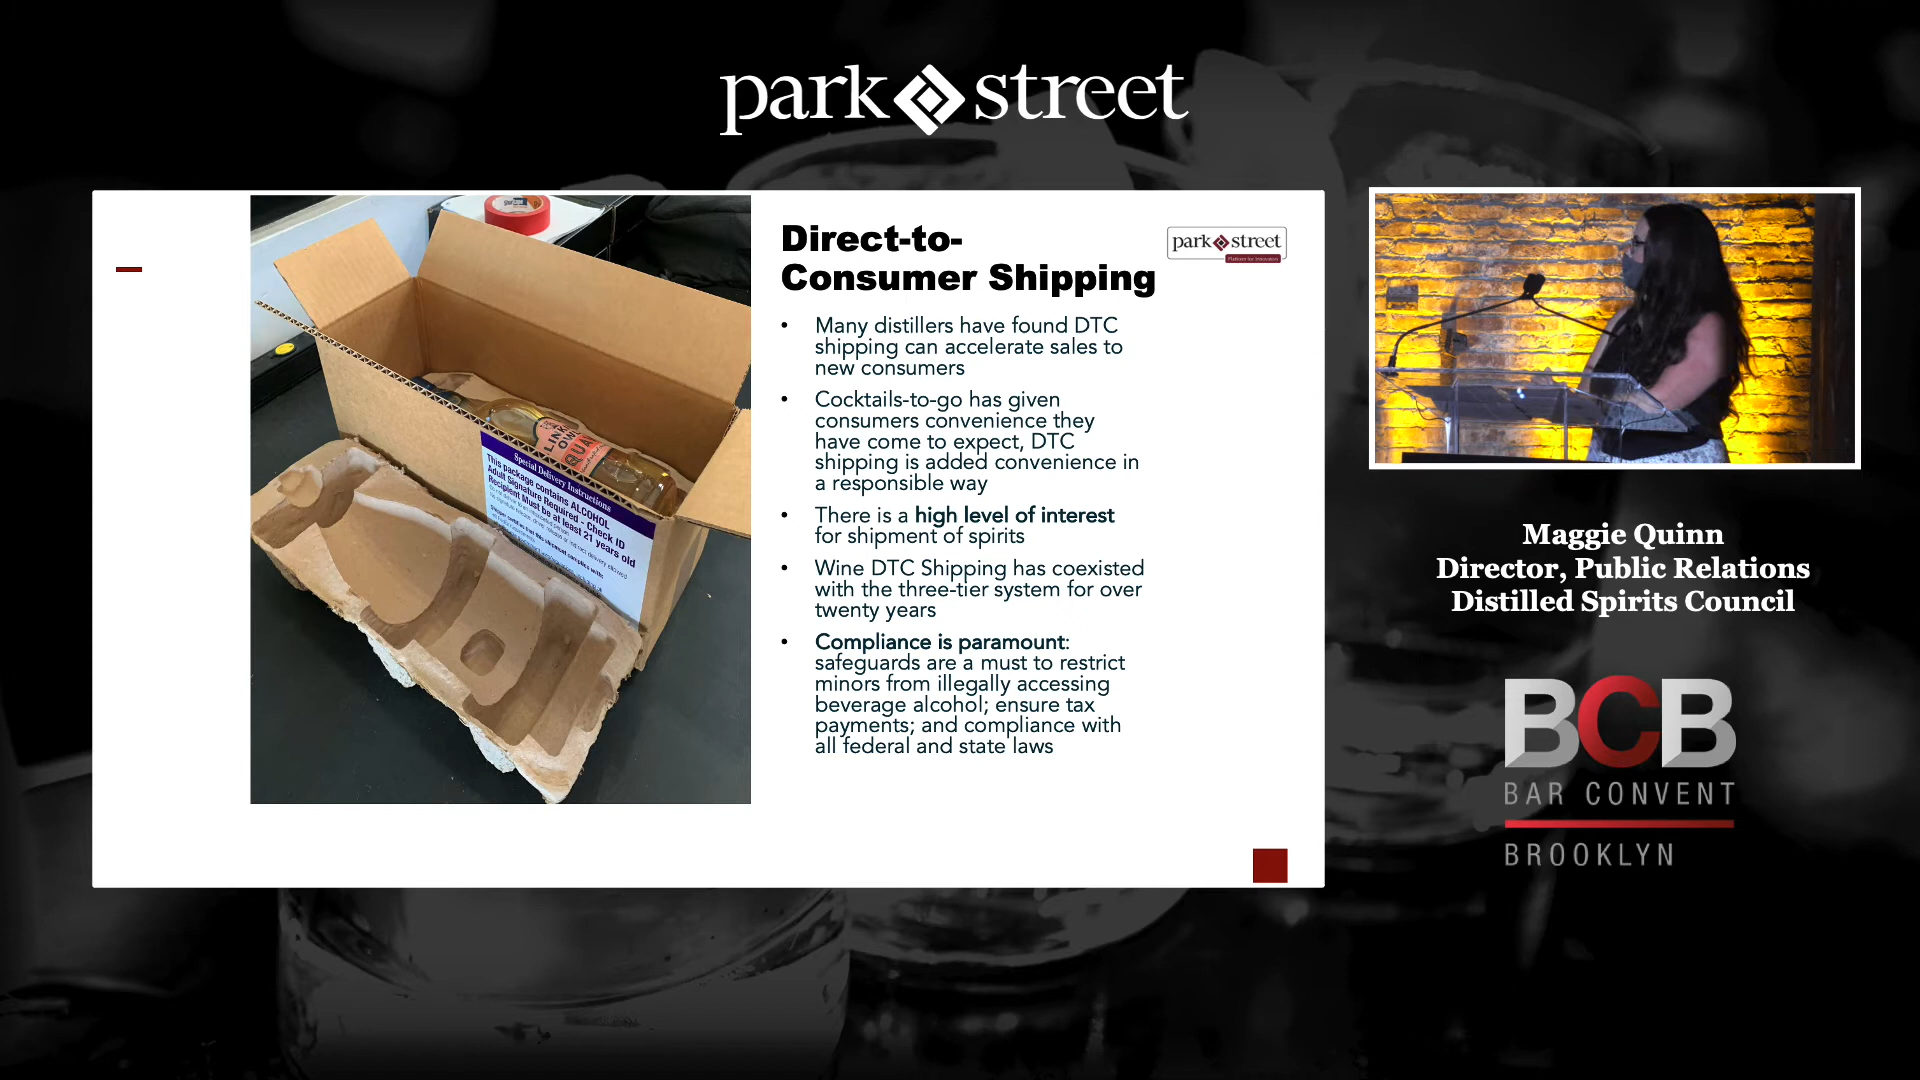 park street
Direct-to-
Consumer Shipping
park street
Platform for Innovators
• Many distillers have found DTC
shipping can accelerate sales to
new consumers
• Cocktails-to-go has given
consumers convenience they
have come to expect, DTC
shipping is added convenience in
a responsible way
• There is a high level of interest
for shipment of spirits
• Wine DTC Shipping has coexisted
with the three-tier system for over
twenty years
• Compliance is paramount:
safeguards are a must to restrict
minors from illegally accessing
beverage alcohol; ensure tax
payments; and compliance with
all federal and state laws
Special Delivery Instructions
This package contains ALCOHOL
Adult Signature Required - Check ID
Recipient Must be at least 21 years old
Maggie Quinn
Director, Public Relations
Distilled Spirits Council
BCB
BAR CONVENT
BROOKLYN